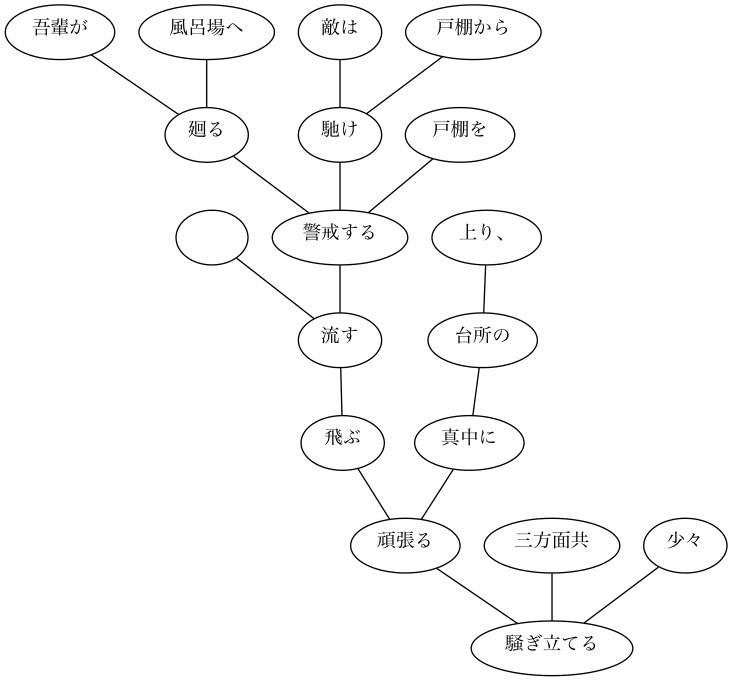 吾輩が 風呂場へ 敵は 戸棚から
廻る 馳け 戸棚を
警戒する 上り、
流す 台所の
飛ぶ 真中に
頑張る 三方面共 少々
騒ぎ立てる